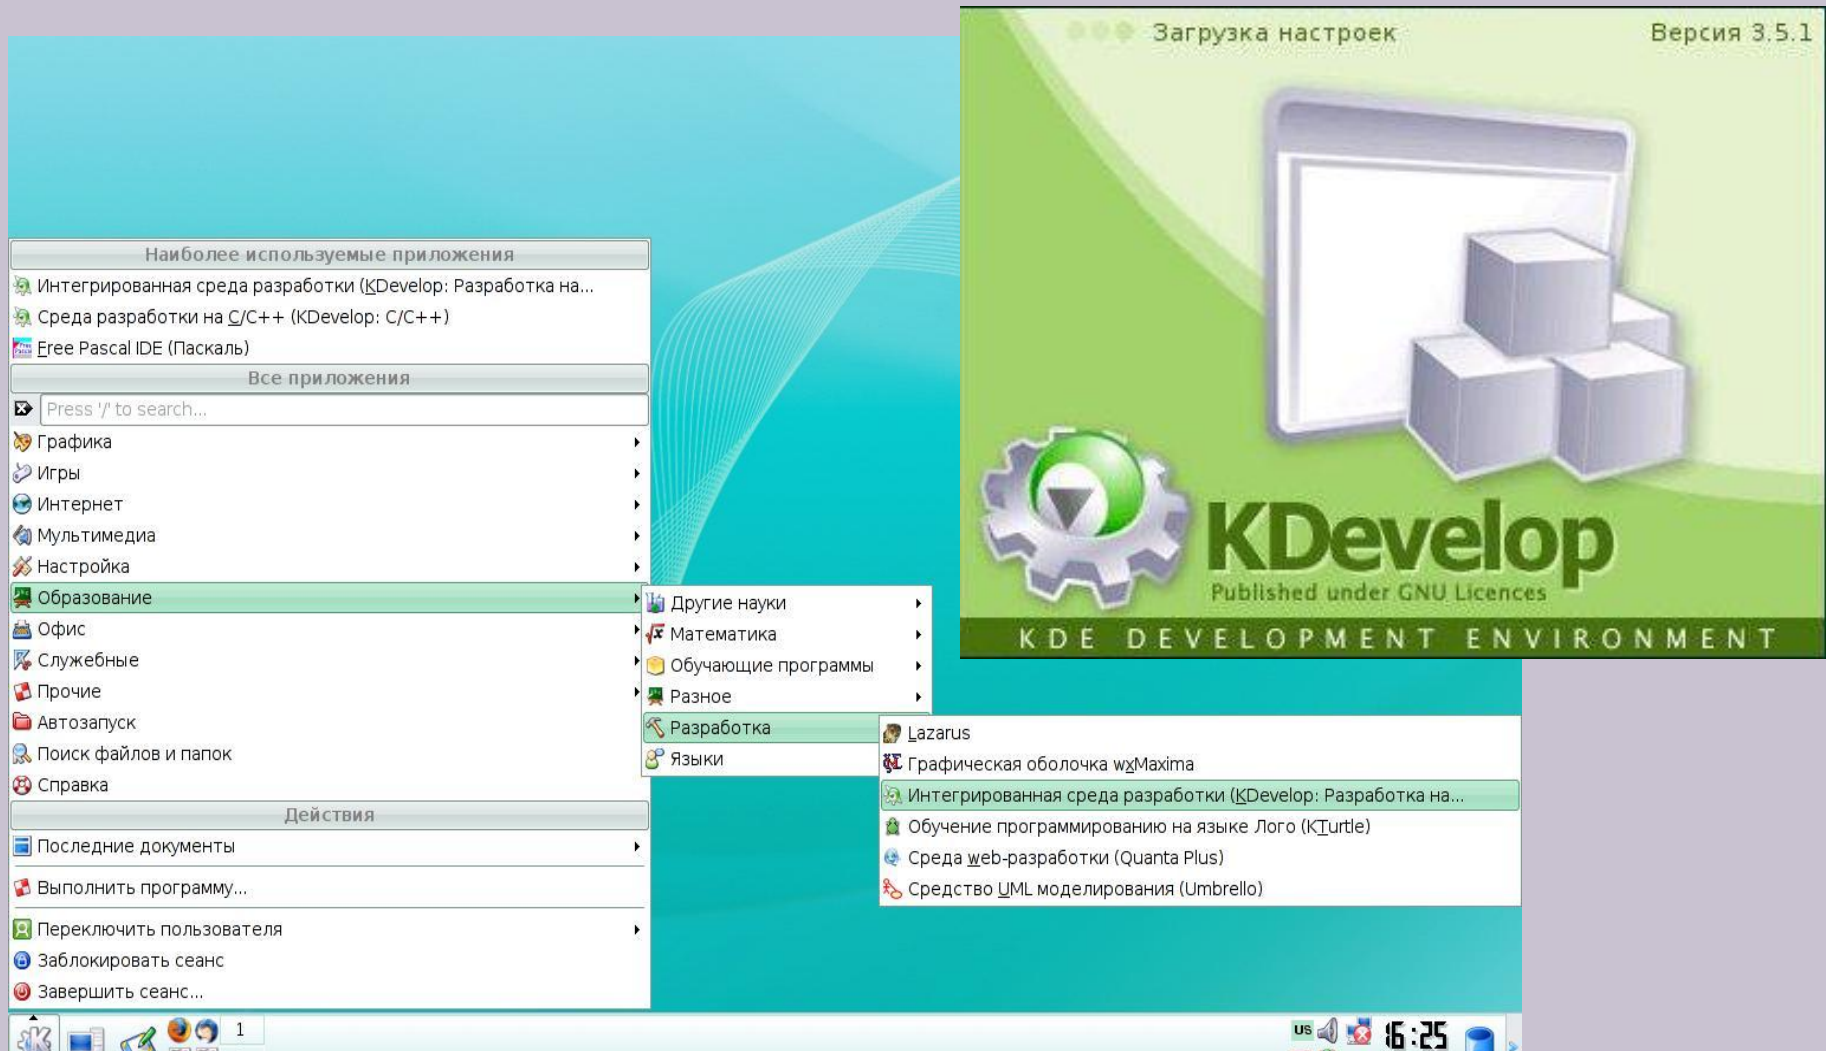 Загрузка настроек
Версия 3.5.1
KDevelop
Published under GNU Licences
KDE DEVELOPMENT ENVIRONMENT
Наиболее используемые приложения
Интегрированная среда разработки (KDevelop: Разработка на...
Среда разработки на C/C++ (KDevelop: C/C++)
Free Pascal IDE (Паскаль)
Все приложения
Press '/' to search...
Графика
Игры
Интернет
Мультимедиа
Настройка
Образование
Офис
Служебные
Прочие
Автозапуск
Поиск файлов и папок
Справка
Действия
Последние документы
Выполнить программу...
Переключить пользователя
Заблокировать сеанс
Завершить сеанс...
Другие науки
Математика
Обучающие программы
Разное
Разработка
Языки
Lazarus
Графическая оболочка wxMaxima
Интегрированная среда разработки (KDevelop: Разработка на...
Обучение программированию на языке Лого (KTurtle)
Среда web-разработки (Quanta Plus)
Средство UML моделирования (Umbrello)
1
US
16:25